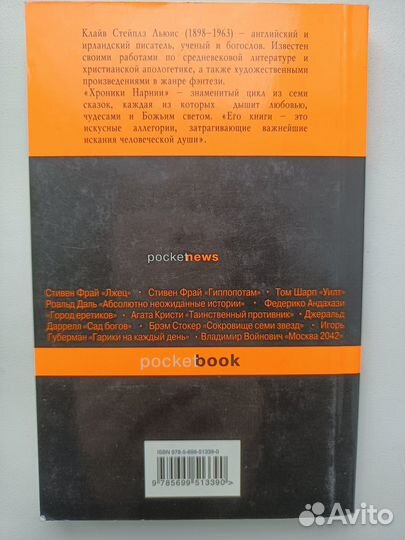 Клайв Стейплз Льюис (1898–1963) – английский и
ирландский писатель, ученый и богослов. Известен
своими работами по средневековой литературе и
христианской апологетике, а также художественными
произведениями в жанре фэнтези.
«Хроники Нарнии» – знаменитый цикл из семи
сказок, каждая из которых дышит любовью,
чудесами и Божьим светом. «Его книги – это
искусные аллегории, затрагивающие важнейшие
искания человеческой души».
pocketnews
Стивен Фрай «Лжец» • Стивен Фрай «Гиппопотам» • Том Шарп «Уилт»
Роальд Даль «Абсолютно неожиданные истории» • Федерико Андахази
«Город еретиков» • Агата Кристи «Таинственный противник» • Джеральд
Даррелл «Сад богов» • Брэм Стокер «Сокровище семи звезд» • Игорь
Губерман «Гарики на каждый день» • Владимир Войнович «Москва 2042»
pocketbook
ISBN 978-5-699-51339-0
9 785699 513390 >
Avito